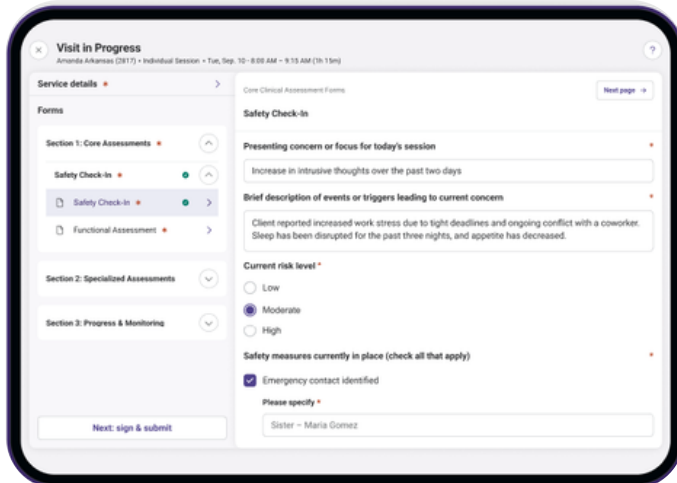 Visit in Progress
Amanda Arkansas (2817) • Individual Session • Tue, Sep. 10 - 8:00 AM – 9:15 AM (1h 15m)
?
Service details *
Forms
Section 1: Core Assessments *
Safety Check-In *
Safety Check-In *
Functional Assessment *
Section 2: Specialized Assessments
Section 3: Progress & Monitoring
Next: sign & submit
Core Clinical Assessment Forms
Next page →
Safety Check-In
Presenting concern or focus for today's session *
Increase in intrusive thoughts over the past two days
Brief description of events or triggers leading to current concern *
Client reported increased work stress due to tight deadlines and ongoing conflict with a coworker.
Sleep has been disrupted for the past three nights, and appetite has decreased.
Current risk level *
Low
Moderate
High
Safety measures currently in place (check all that apply) *
Emergency contact identified
Please specify *
Sister – Maria Gomez